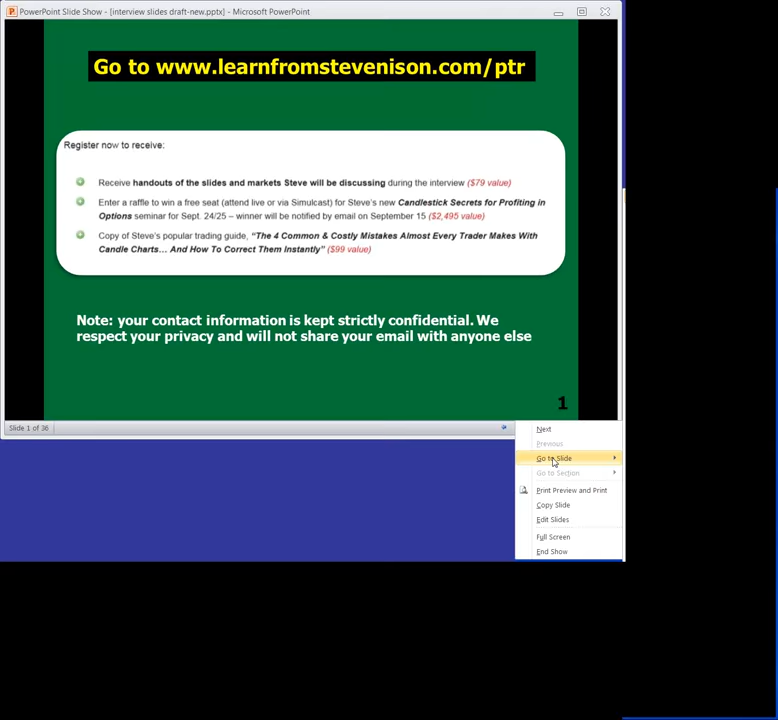 PowerPoint Slide Show - [interview slides draft-new.pptx] - Microsoft PowerPoint
Go to www.learnfromstevenison.com/ptr
Register now to receive:
Receive handouts of the slides and markets Steve will be discussing during the interview ($79 value)
Enter a raffle to win a free seat (attend live or via Simulcast) for Steve's new Candlestick Secrets for Profiting in
Options seminar for Sept. 24/25 – winner will be notified by email on September 15 ($2,495 value)
Copy of Steve's popular trading guide, "The 4 Common & Costly Mistakes Almost Every Trader Makes With
Candle Charts… And How To Correct Them Instantly" ($99 value)
Note: your contact information is kept strictly confidential. We
respect your privacy and will not share your email with anyone else
1
Slide 1 of 36
Next
Previous
Go to Slide
Go to Section
Print Preview and Print
Copy Slide
Edit Slides
Full Screen
End Show